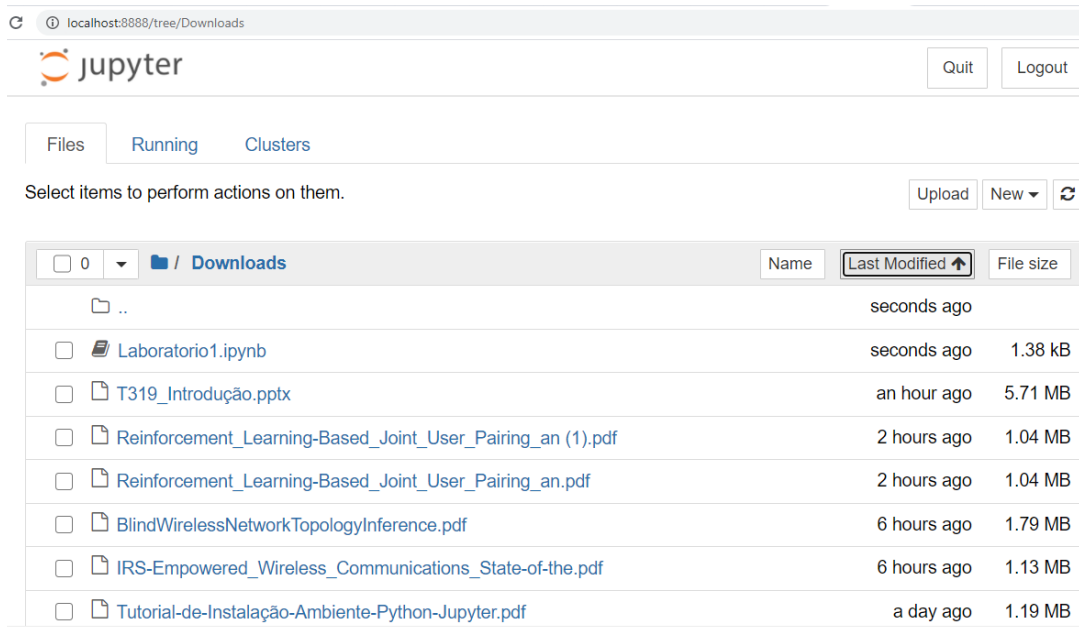 localhost:8888/tree/Downloads
jupyter
Quit
Logout
Files
Running
Clusters
Select items to perform actions on them.
Upload
New
0
/ Downloads
Name
Last Modified
File size
..
seconds ago
Laboratorio1.ipynb
seconds ago
1.38 kB
T319_Introdução.pptx
an hour ago
5.71 MB
Reinforcement_Learning-Based_Joint_User_Pairing_an (1).pdf
2 hours ago
1.04 MB
Reinforcement_Learning-Based_Joint_User_Pairing_an.pdf
2 hours ago
1.04 MB
BlindWirelessNetworkTopologyInference.pdf
6 hours ago
1.79 MB
IRS-Empowered_Wireless_Communications_State-of-the.pdf
6 hours ago
1.13 MB
Tutorial-de-Instalação-Ambiente-Python-Jupyter.pdf
a day ago
1.19 MB